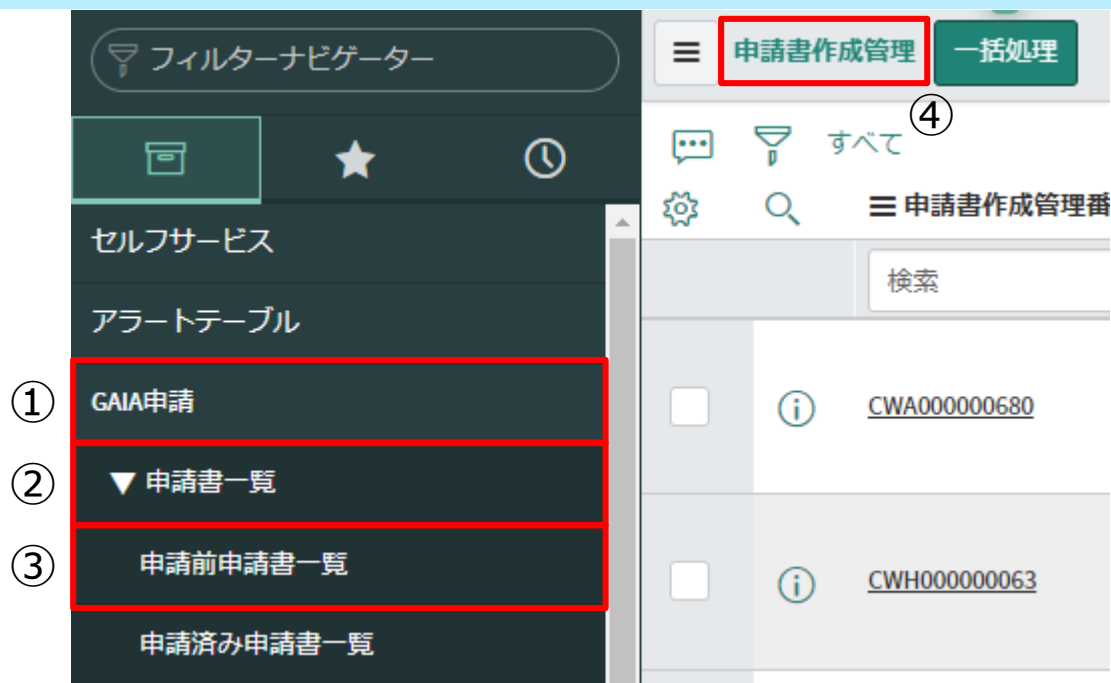 フィルターナビゲーター
セルフサービス
アラートテーブル
① GAIA申請
② ▼ 申請書一覧
③ 申請前申請書一覧
申請済み申請書一覧
申請書作成管理 一括処理
④
すべて
申請書作成管理番
検索
CWA000000680
CWH000000063